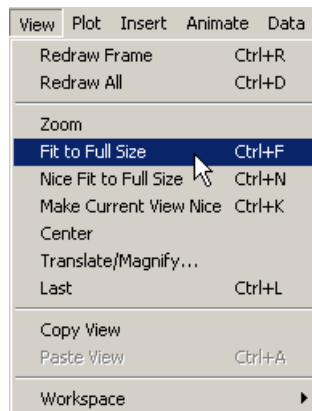 View Plot Insert Animate Data
Redraw Frame Ctrl+R
Redraw All Ctrl+D
Zoom
Fit to Full Size Ctrl+F
Nice Fit to Full Size Ctrl+N
Make Current View Nice Ctrl+K
Center
Translate/Magnify...
Last Ctrl+L
Copy View
Paste View Ctrl+A
Workspace